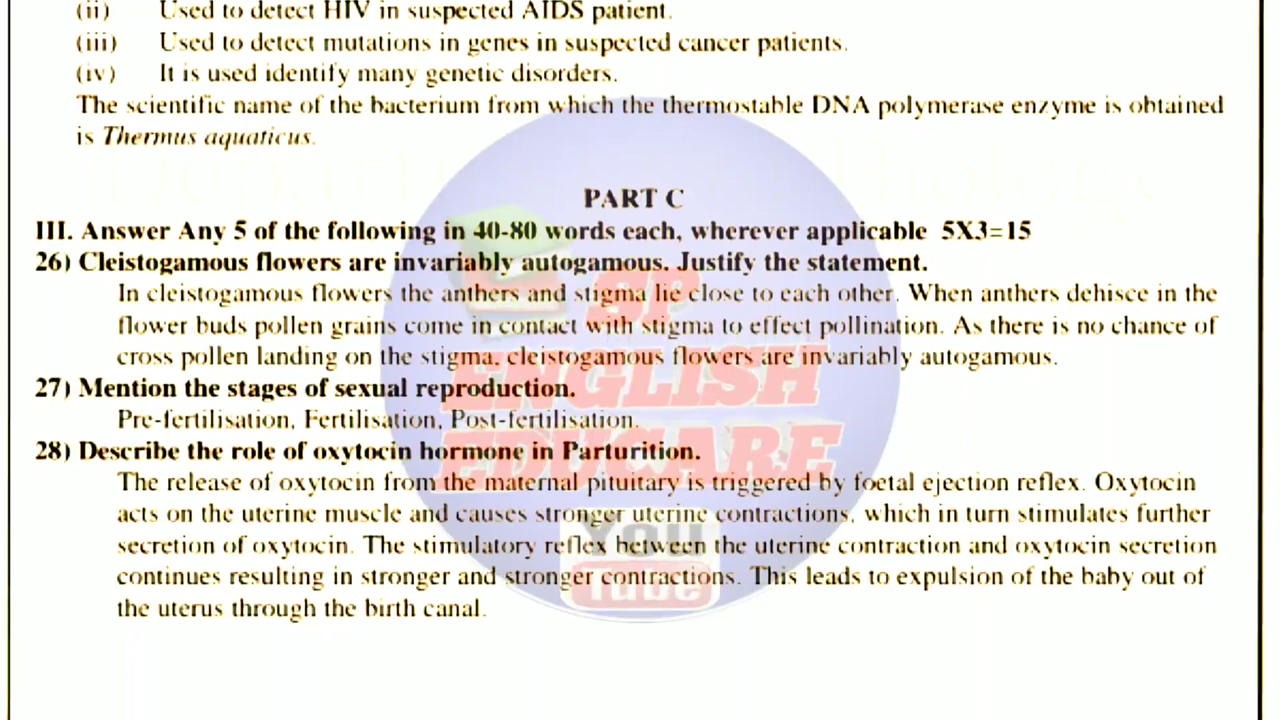 (ii) Used to detect HIV in suspected AIDS patient.
(iii) Used to detect mutations in genes in suspected cancer patients.
(iv) It is used identify many genetic disorders.
The scientific name of the bacterium from which the thermostable DNA polymerase enzyme is obtained
is Thermus aquaticus.
PART C
III. Answer Any 5 of the following in 40-80 words each, wherever applicable 5X3=15
26) Cleistogamous flowers are invariably autogamous. Justify the statement.
In cleistogamous flowers the anthers and stigma lie close to each other. When anthers dehisce in the
flower buds pollen grains come in contact with stigma to effect pollination. As there is no chance of
cross pollen landing on the stigma, cleistogamous flowers are invariably autogamous.
27) Mention the stages of sexual reproduction.
Pre-fertilisation, Fertilisation, Post-fertilisation.
28) Describe the role of oxytocin hormone in Parturition.
The release of oxytocin from the maternal pituitary is triggered by foetal ejection reflex. Oxytocin
acts on the uterine muscle and causes stronger uterine contractions, which in turn stimulates further
secretion of oxytocin. The stimulatory reflex between the uterine contraction and oxytocin secretion
continues resulting in stronger and stronger contractions. This leads to expulsion of the baby out of
the uterus through the birth canal.
SP
ENGLISH
EDUCARE
You
Tube